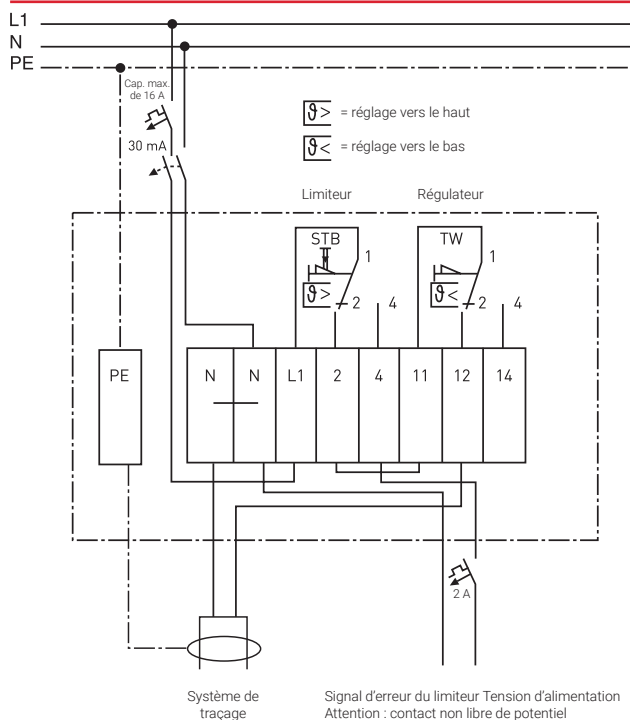 L1
N
PE
Cap. max.
de 16 A
30 mA
ϑ> = réglage vers le haut
ϑ< = réglage vers le bas
Limiteur
Régulateur
STB
1
ϑ>
2
4
TW
1
ϑ<
2
4
PE
N
N
L1
2
4
11
12
14
2 A
Système de
traçage
Signal d'erreur du limiteur Tension d'alimentation
Attention : contact non libre de potentiel